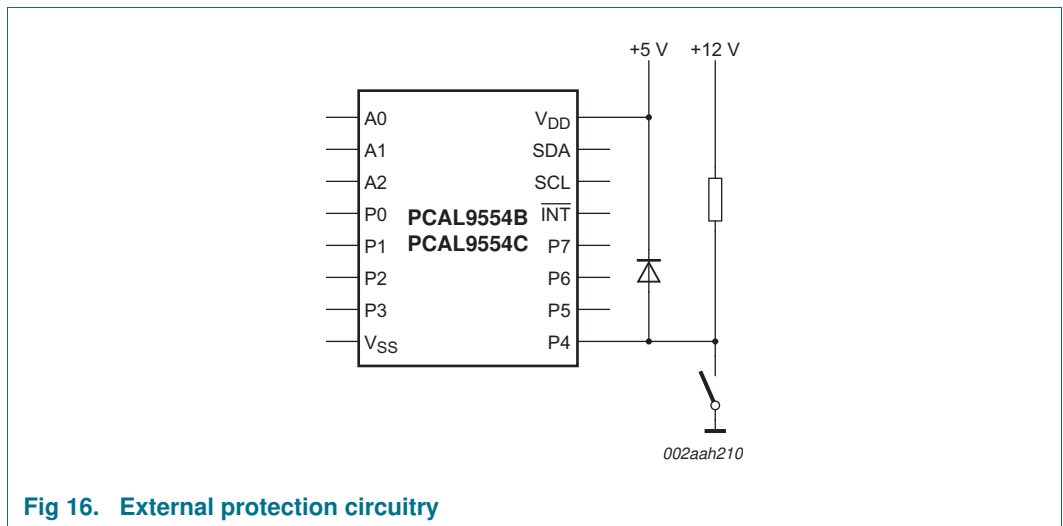 +5 V +12 V
A0
A1
A2
P0
P1
P2
P3
VSS
PCAL9554B
PCAL9554C
VDD
SDA
SCL
INT
P7
P6
P5
P4
002aah210
Fig 16. External protection circuitry